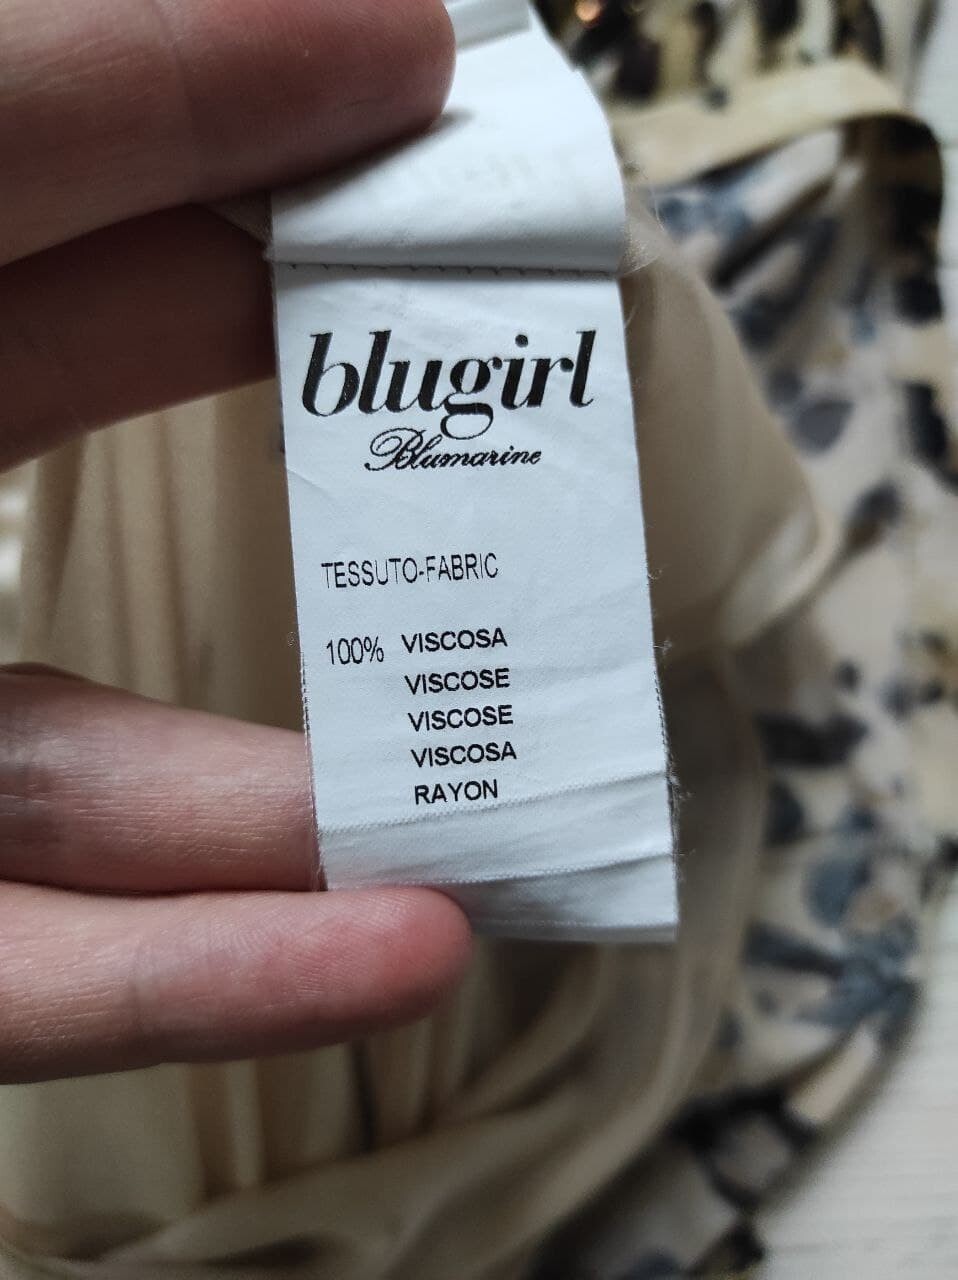 blugirl
Blumarine
TESSUTO-FABRIC
100% VISCOSA
VISCOSE
VISCOSE
VISCOSA
RAYON